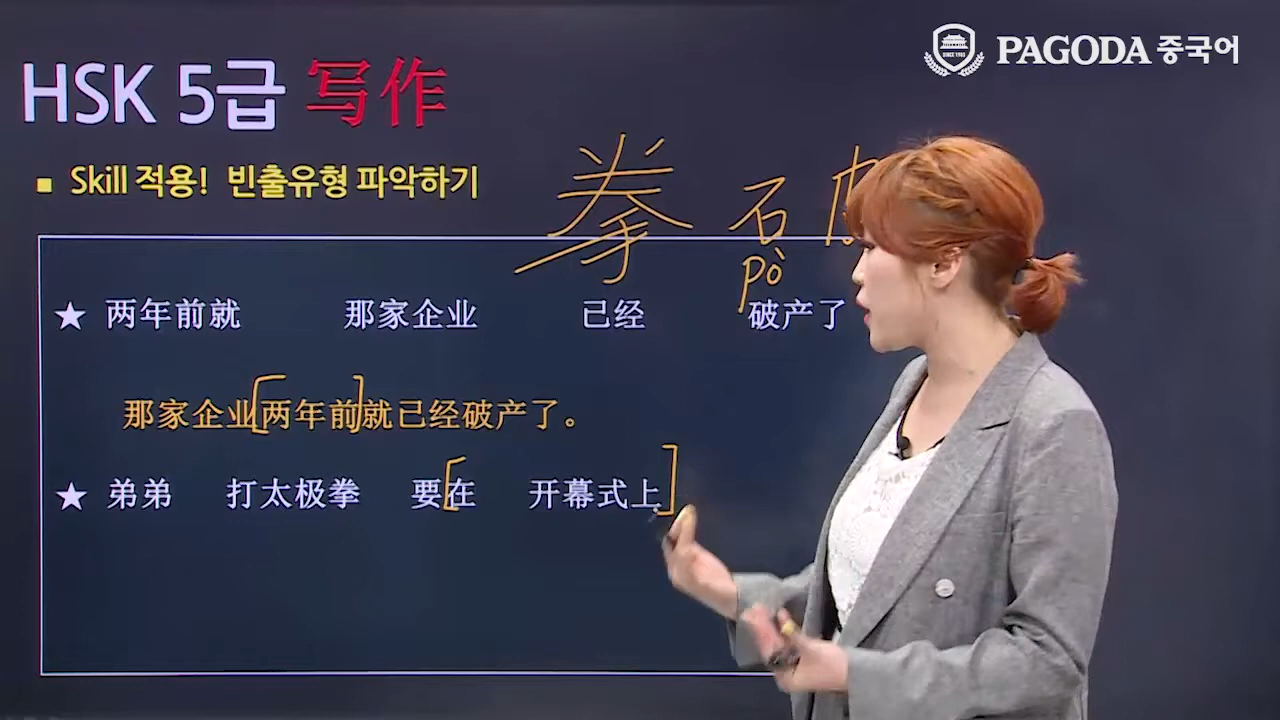 PAGODA 중국어
SINCE 1983
HSK 5급 写作
Skill 적용! 빈출유형 파악하기
拳 石
pò
★ 两年前就 那家企业 已经 破产了
那家企业[两年前]就已经破产了。
★ 弟弟 打太极拳 要[在 开幕式上]